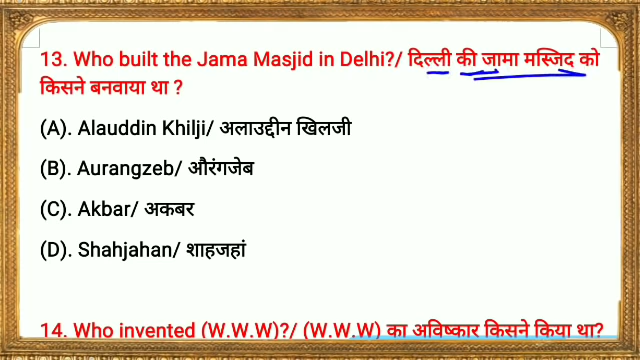 13. Who built the Jama Masjid in Delhi?/ दिल्ली की जामा मस्जिद को
किसने बनवाया था ?
(A). Alauddin Khilji/ अलाउद्दीन खिलजी
(B). Aurangzeb/ औरंगजेब
(C). Akbar/ अकबर
(D). Shahjahan/ शाहजहां
14. Who invented (W.W.W)?/ (W.W.W) का अविष्कार किसने किया था?